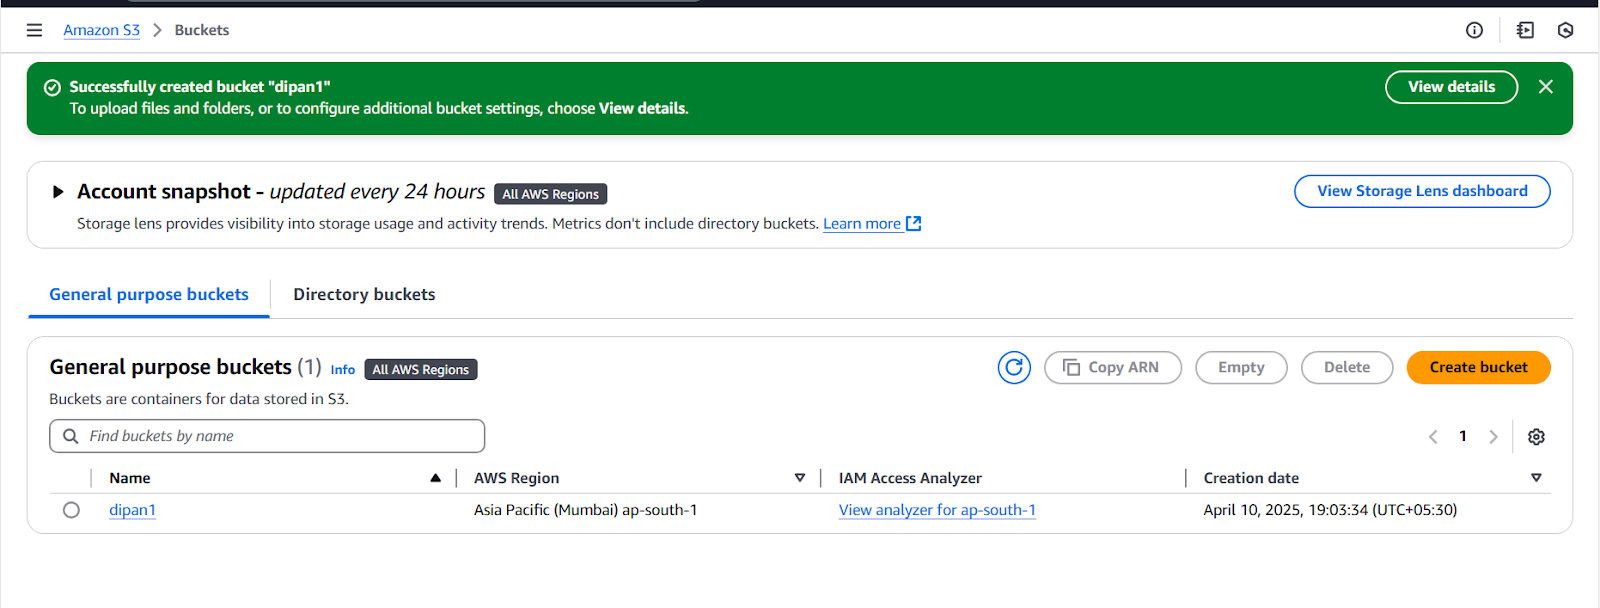 Amazon S3 > Buckets
Successfully created bucket "dipan1"
To upload files and folders, or to configure additional bucket settings, choose View details.
View details
Account snapshot - updated every 24 hours All AWS Regions
View Storage Lens dashboard
Storage lens provides visibility into storage usage and activity trends. Metrics don't include directory buckets. Learn more
General purpose buckets Directory buckets
General purpose buckets (1) Info All AWS Regions
Copy ARN Empty Delete Create bucket
Buckets are containers for data stored in S3.
Find buckets by name
1
Name AWS Region IAM Access Analyzer Creation date
dipan1 Asia Pacific (Mumbai) ap-south-1 View analyzer for ap-south-1 April 10, 2025, 19:03:34 (UTC+05:30)